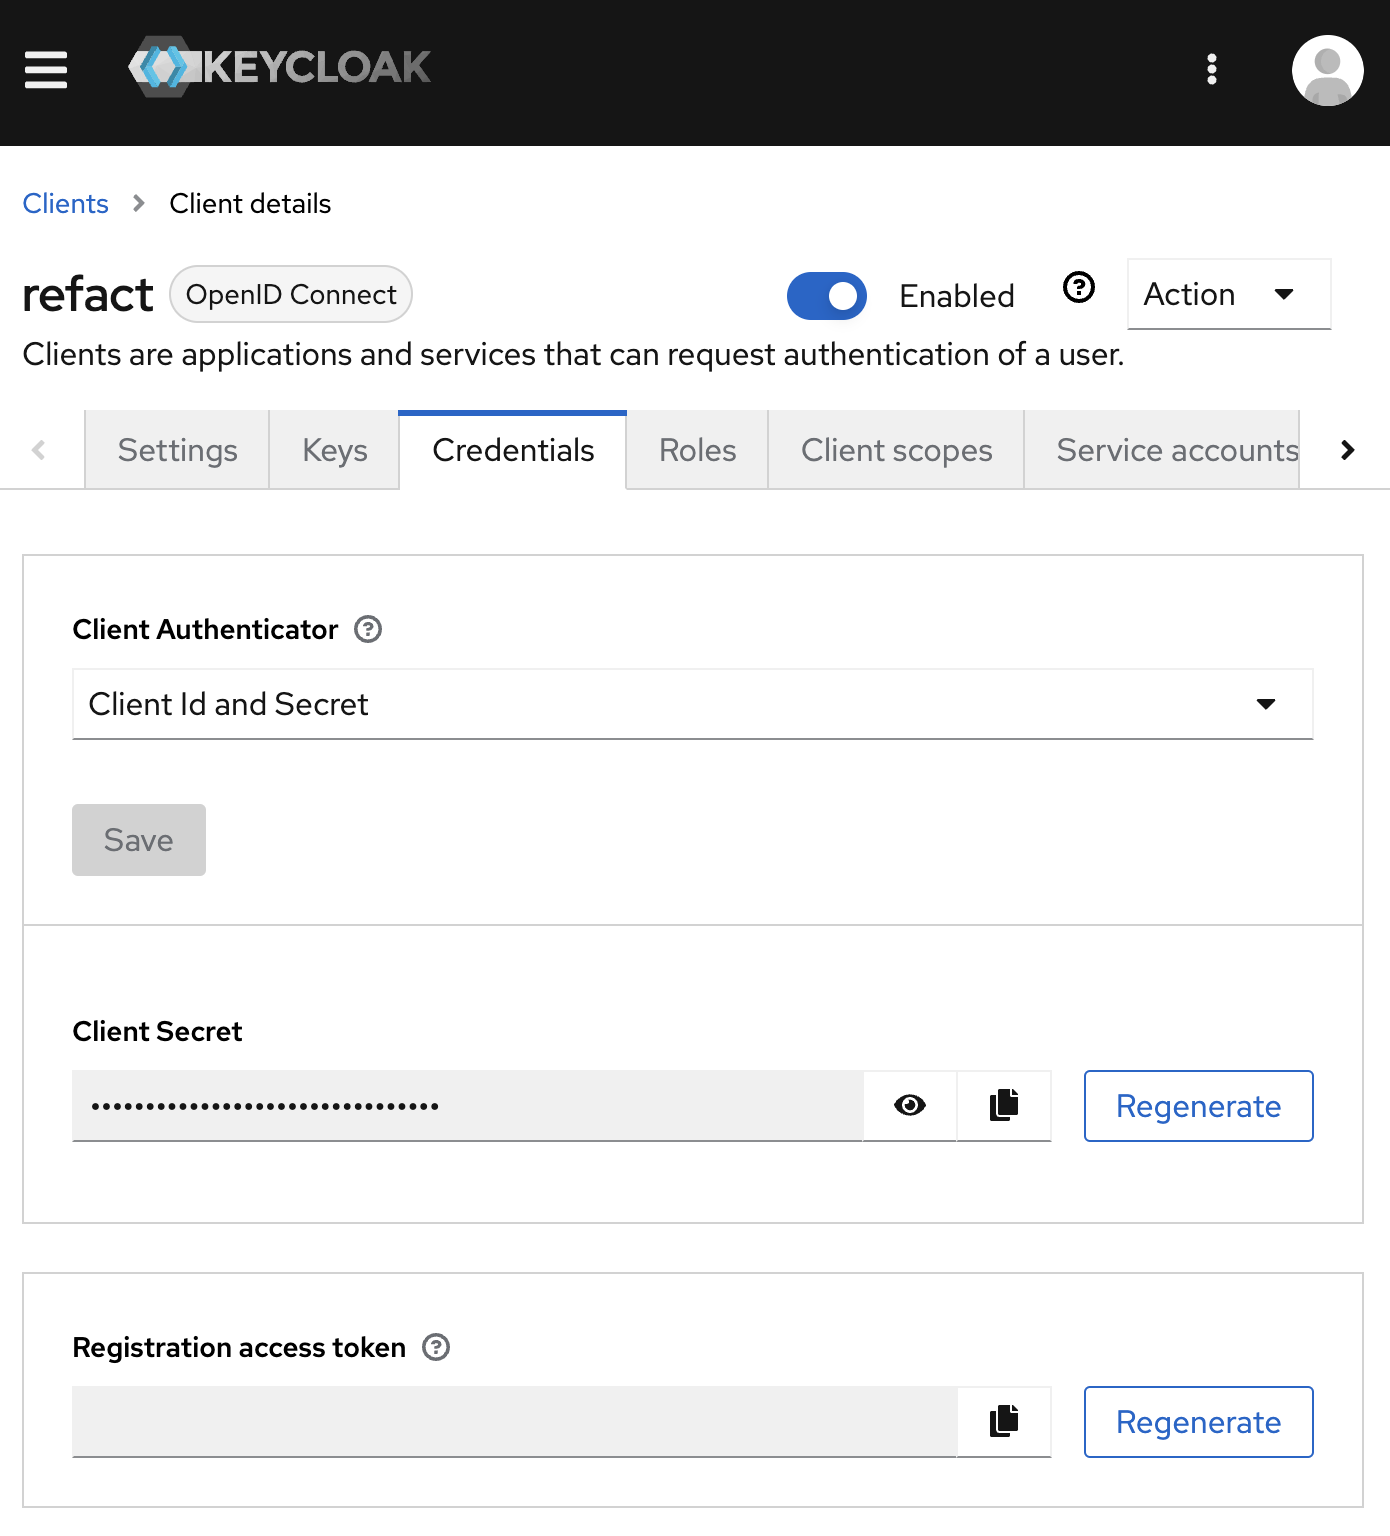 KEYCLOAK
Clients > Client details
refact OpenID Connect Enabled Action
Clients are applications and services that can request authentication of a user.
Settings Keys Credentials Roles Client scopes Service accounts
Client Authenticator
Client Id and Secret
Save
Client Secret
•••••••••••••••••••••••••••••••• Regenerate
Registration access token
Regenerate